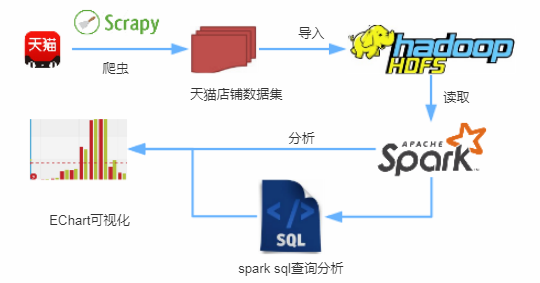 天猫
Scrapy
爬虫
天猫店铺数据集
导入
hadoop
HDFS
读取
分析
APACHE
Spark
EChart可视化
</>
SQL
spark sql查询分析